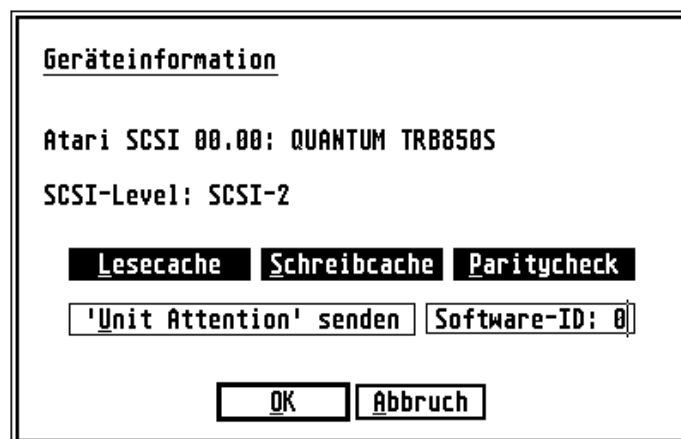 Geräteinformation
Atari SCSI 00.00: QUANTUM TRB850S
SCSI-Level: SCSI-2
Lesecache Schreibcache Paritycheck
'Unit Attention' senden Software-ID: 0
OK Abbruch